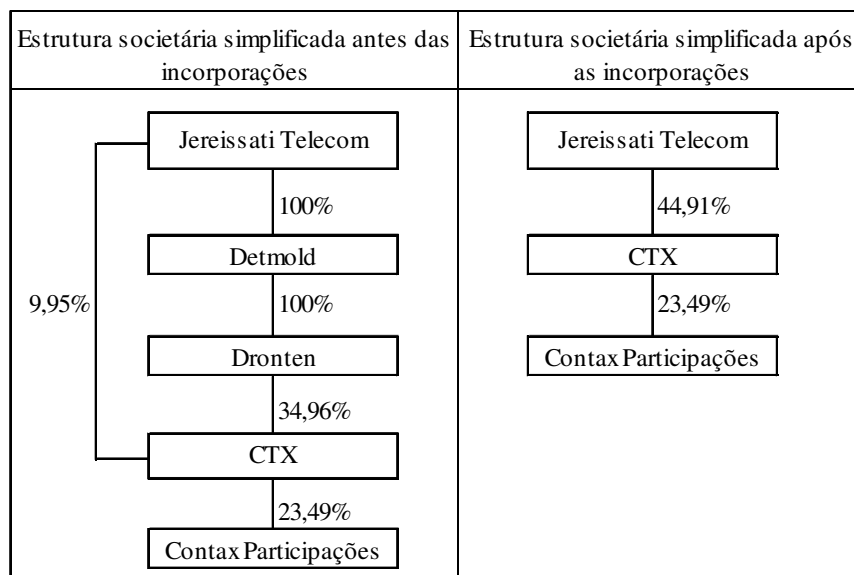 Estrutura societária simplificada antes das
incorporações
Jereissati Telecom
100%
Detmold
9,95%
100%
Dronten
34,96%
CTX
23,49%
Contax Participações
Estrutura societária simplificada após
as incorporações
Jereissati Telecom
44,91%
CTX
23,49%
Contax Participações